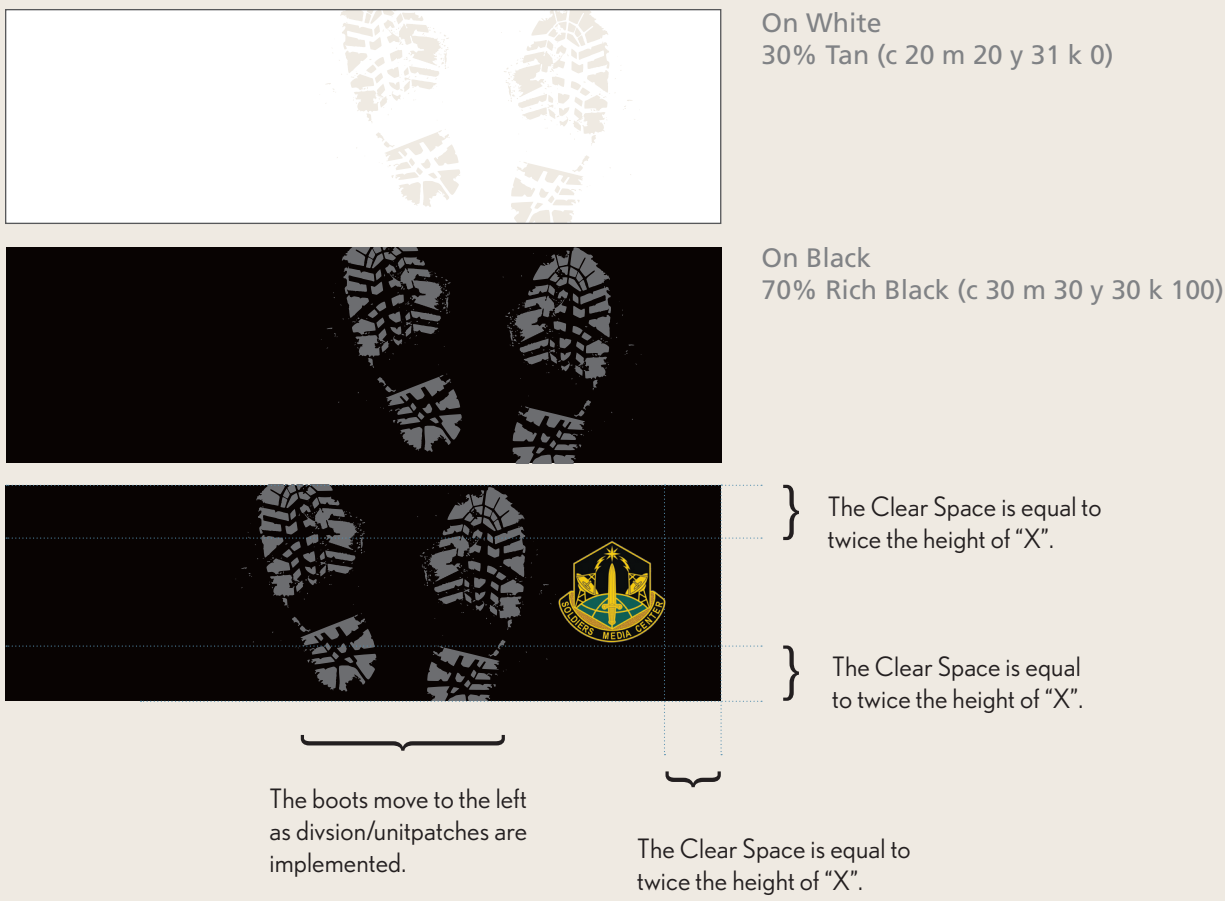 On White
30% Tan (c 20 m 20 y 31 k 0)
On Black
70% Rich Black (c 30 m 30 y 30 k 100)
The Clear Space is equal to
twice the height of “X”.
SOLDIERS MEDIA CENTER
The Clear Space is equal
to twice the height of “X”.
The boots move to the left
as divsion/unitpatches are
implemented.
The Clear Space is equal to
twice the height of “X”.